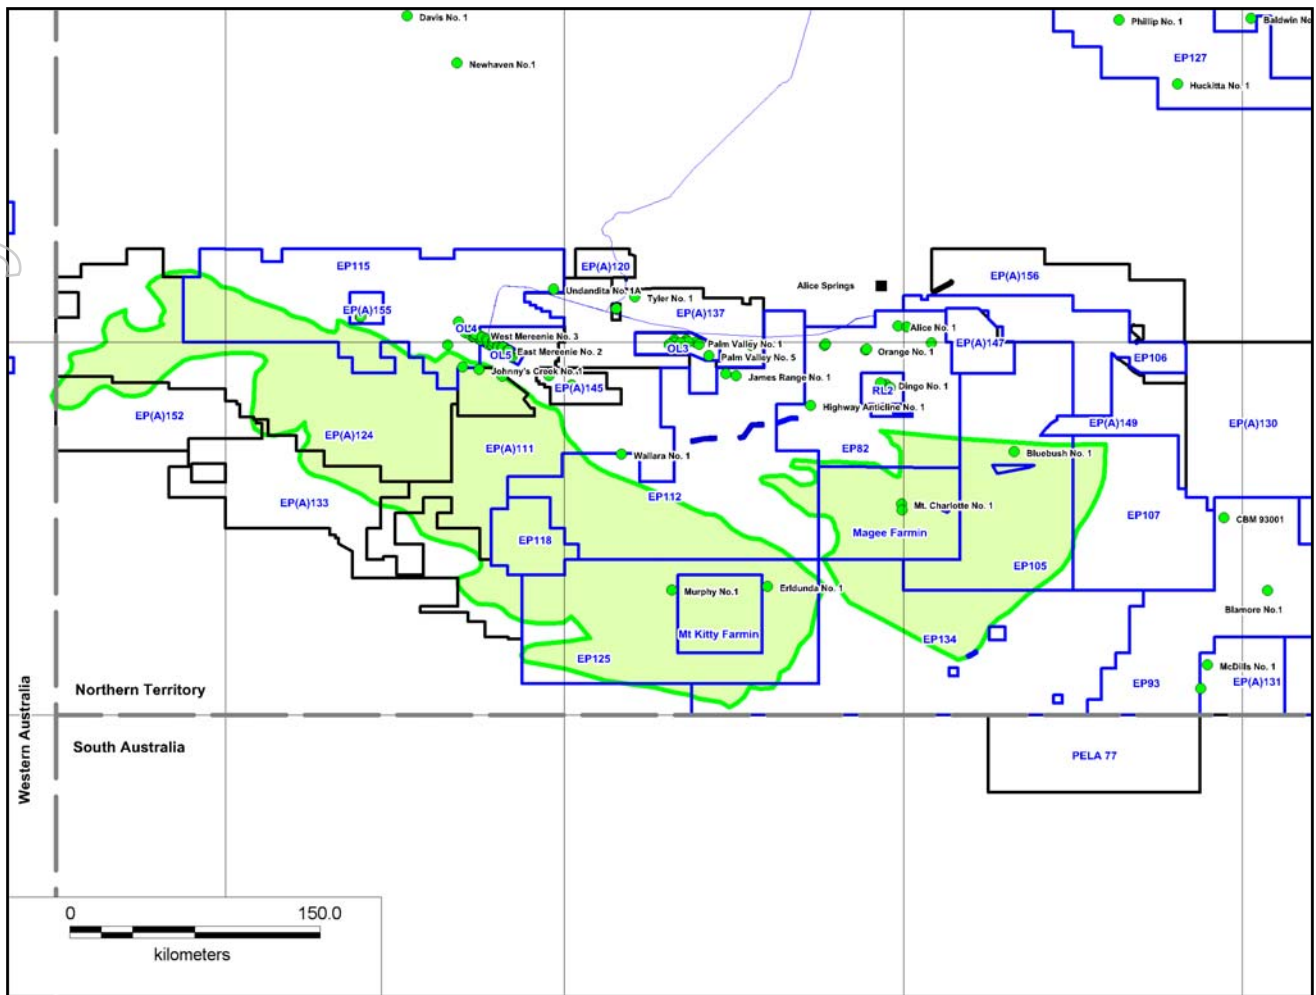 Davis No. 1
Phillip No. 1
Baldwin No
Newhaven No.1
EP127
Huckitta No. 1
EP115
EP(A)120
EP(A)156
Undandita No. 1A
Alice Springs
Tyler No. 1
EP(A)155
EP(A)137
OL4
West Mereenie No. 3
Alice No. 1
OL5
East Mereenie No. 2
OL3
Palm Valley No. 1
Orange No. 1
EP(A)147
Palm Valley No. 5
EP106
Johnny's Creek No. 1
James Range No. 1
EP(A)145
RL2
Dingo No. 1
EP(A)152
Highway Anticline No. 1
EP(A)149
EP(A)130
EP(A)124
EP(A)111
EP82
Wallara No. 1
Bluebush No. 1
EP(A)133
EP112
Mt. Charlotte No. 1
EP107
CBM 93001
EP118
Magee Farmin
EP105
Murphy No.1
Erldunda No. 1
Blamore No.1
Mt Kitty Farmin
EP134
EP125
McDills No. 1
EP93
EP(A)131
Northern Territory
South Australia
Western Australia
PELA 77
0
150.0
kilometers